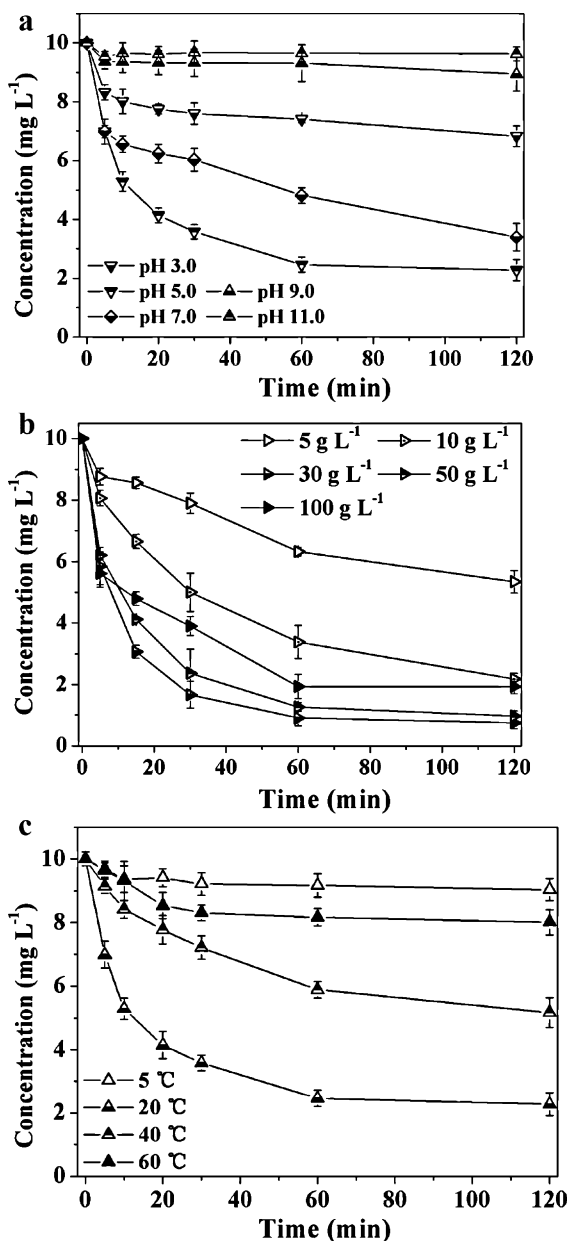 a
10
8
6
4
2
0
Concentration (mg L⁻¹)
pH 3.0
pH 5.0 pH 9.0
pH 7.0 pH 11.0
0 20 40 60 80 100 120
Time (min)
b
10
8
6
4
2
0
Concentration (mg L⁻¹)
5 g L⁻¹ 10 g L⁻¹
30 g L⁻¹ 50 g L⁻¹
100 g L⁻¹
0 20 40 60 80 100 120
Time (min)
c
10
8
6
4
2
0
Concentration (mg L⁻¹)
5 ℃
20 ℃
40 ℃
60 ℃
0 20 40 60 80 100 120
Time (min)